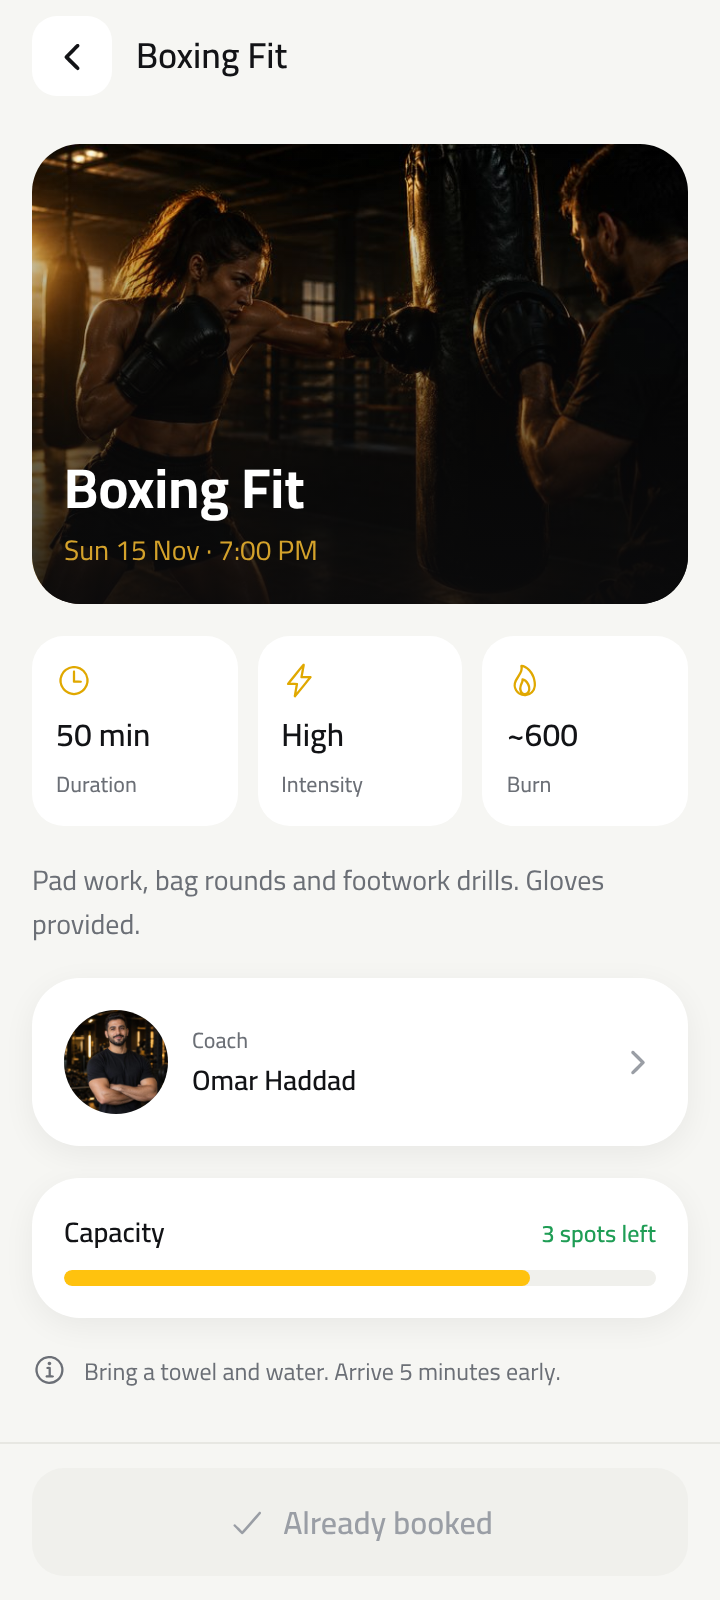 Boxing Fit
Boxing Fit
Sun 15 Nov · 7:00 PM
50 min
High
~600
Duration
Intensity
Burn
Pad work, bag rounds and footwork drills. Gloves
provided.
Coach
Omar Haddad
Capacity
3 spots left
Bring a towel and water. Arrive 5 minutes early.
Already booked